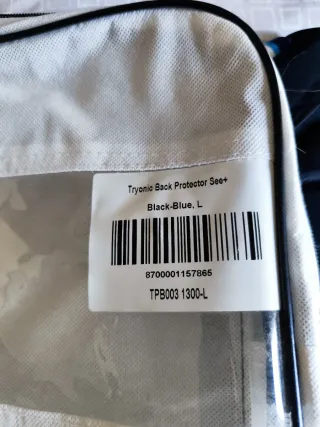 Tryonic Back Protector See+
Black-Blue, L
8700001157865
TPB003 1300-L